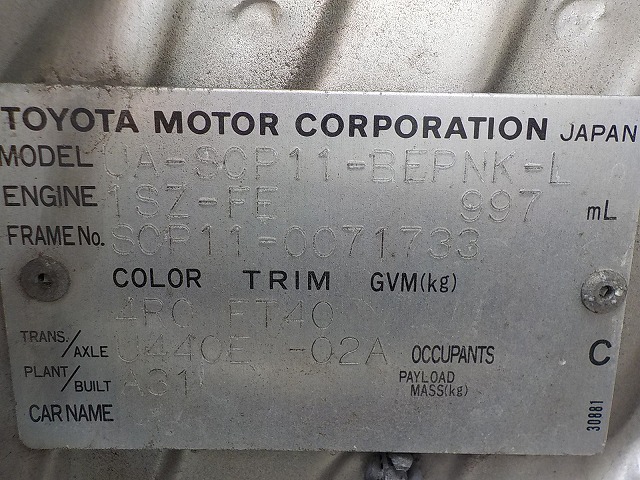 TOYOTA MOTOR CORPORATION JAPAN
MODEL UA-SCP11-BEPNK-L
ENGINE 1SZ-FE 997 mL
FRAME No. SCP11-0071733
COLOR TRIM GVM(kg)
4R0 FT40
TRANS./AXLE U440E -02A OCCUPANTS C
PLANT/BUILT A31 PAYLOAD MASS(kg)
CAR NAME
30881